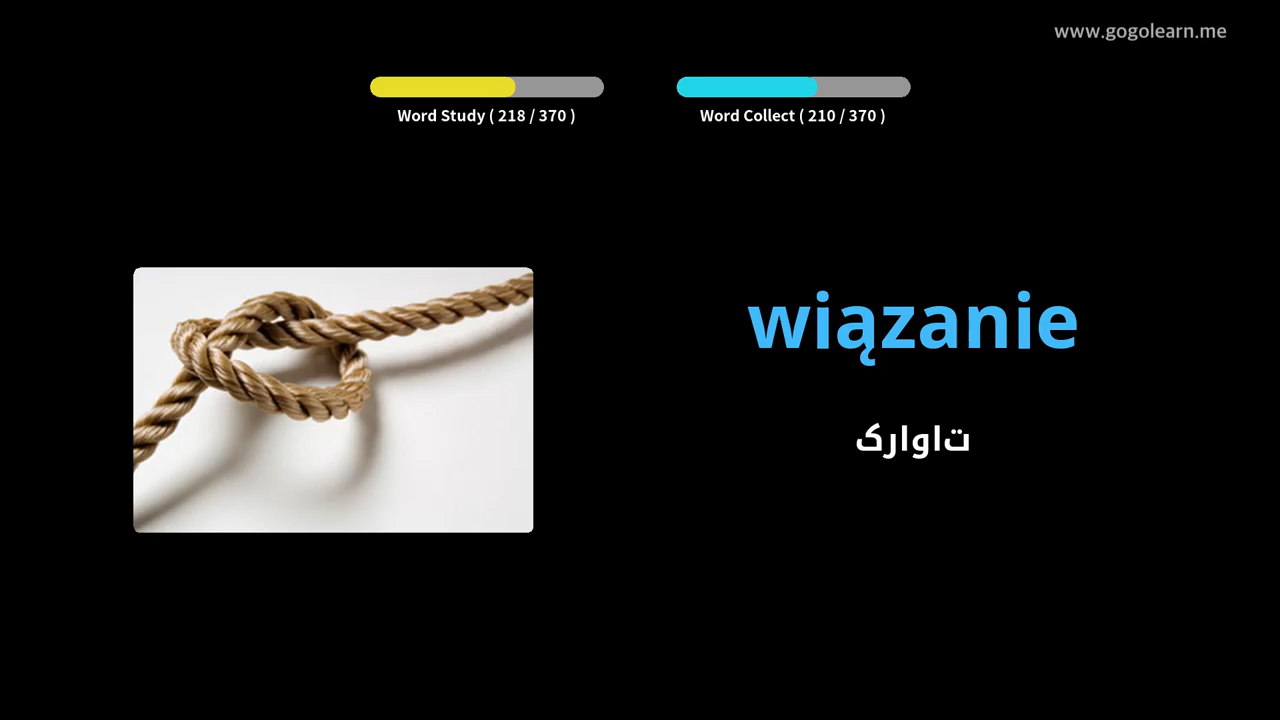 www.gogolearn.me
Word Study ( 218 / 370 )
Word Collect ( 210 / 370 )
wiązanie
تاوارک